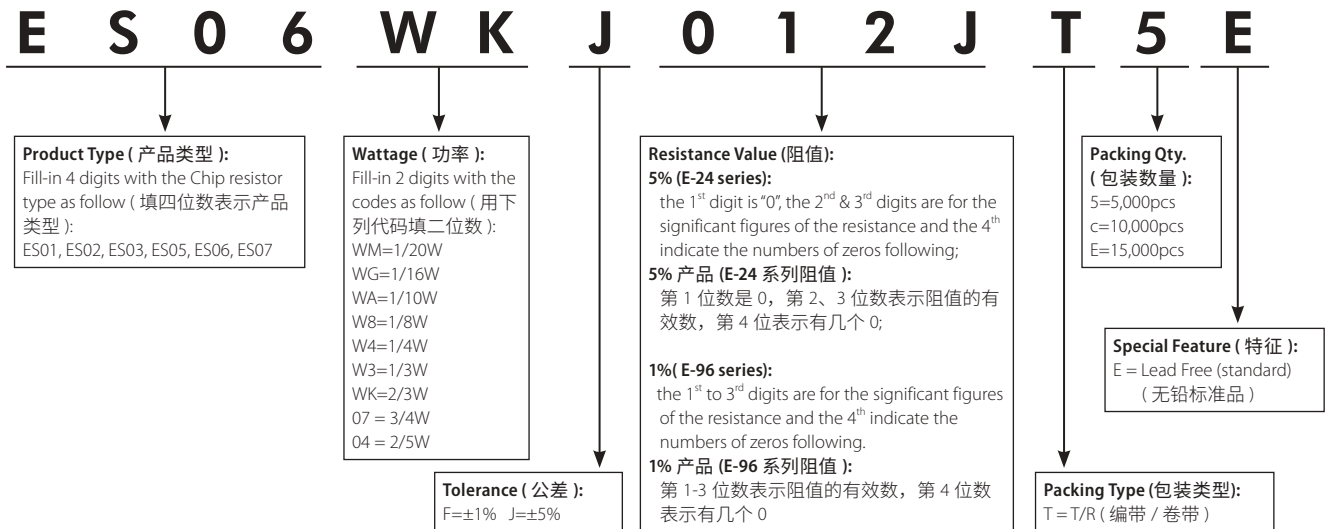 E S 0 6 W K J 0 1 2 J T 5 E
Product Type ( 产品类型 ):
Fill-in 4 digits with the Chip resistor
type as follow ( 填四位数表示产品
类型 ):
ES01, ES02, ES03, ES05, ES06, ES07
Wattage ( 功率 ):
Fill-in 2 digits with the
codes as follow ( 用下
列代码填二位数 ):
WM=1/20W
WG=1/16W
WA=1/10W
W8=1/8W
W4=1/4W
W3=1/3W
WK=2/3W
07 = 3/4W
04 = 2/5W
Tolerance ( 公差 ):
F=±1% J=±5%
Resistance Value (阻值):
5% (E-24 series):
the 1st digit is "0", the 2nd & 3rd digits are for the
significant figures of the resistance and the 4th
indicate the numbers of zeros following;
5% 产品 (E-24 系列阻值 ):
第 1 位数是 0，第 2、3 位数表示阻值的有
效数，第 4 位表示有几个 0;
1%( E-96 series):
the 1st to 3rd digits are for the significant figures
of the resistance and the 4th indicate the
numbers of zeros following.
1% 产品 (E-96 系列阻值 ):
第 1-3 位数表示阻值的有效数，第 4 位数
表示有几个 0
Packing Qty.
( 包装数量 ):
5=5,000pcs
c=10,000pcs
E=15,000pcs
Special Feature ( 特征 ):
E = Lead Free (standard)
( 无铅标准品 )
Packing Type (包装类型):
T = T/R ( 编带 / 卷带 )